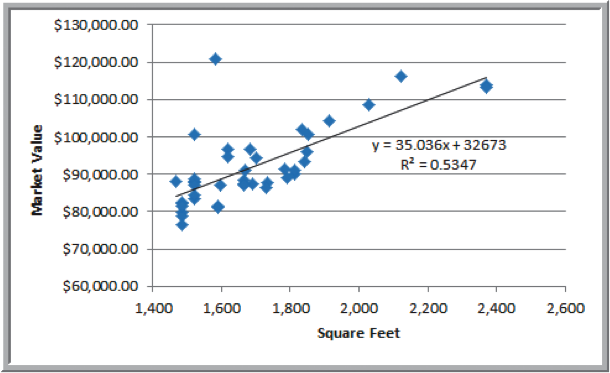 $130,000.00
$120,000.00
$110,000.00
$100,000.00
$90,000.00
$80,000.00
$70,000.00
$60,000.00
Market Value
y = 35.036x + 32673
R² = 0.5347
1,400 1,600 1,800 2,000 2,200 2,400 2,600
Square Feet